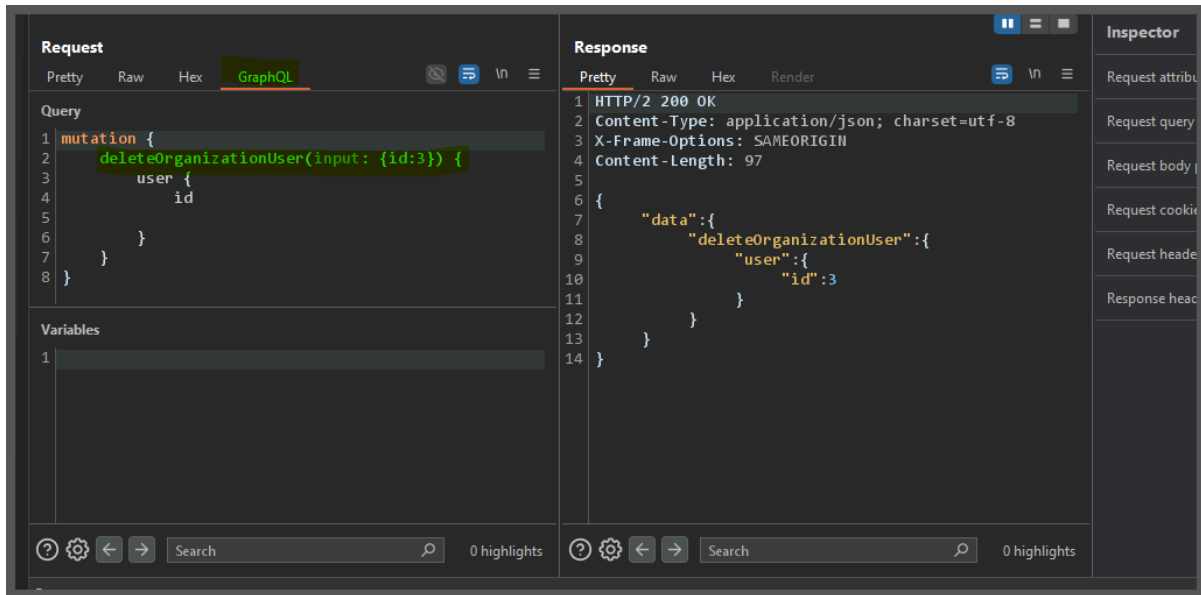 Request
Pretty Raw Hex GraphQL \n
Query
1 mutation {
2 deleteOrganizationUser(input: {id:3}) {
3 user {
4 id
5
6 }
7 }
8 }
Variables
1
Search 0 highlights
Response
Pretty Raw Hex Render \n
1 HTTP/2 200 OK
2 Content-Type: application/json; charset=utf-8
3 X-Frame-Options: SAMEORIGIN
4 Content-Length: 97
5
6 {
7 "data":{
8 "deleteOrganizationUser":{
9 "user":{
10 "id":3
11 }
12 }
13 }
14 }
Search 0 highlights
Inspector
Request attribu
Request query
Request body p
Request cookie
Request heade
Response head